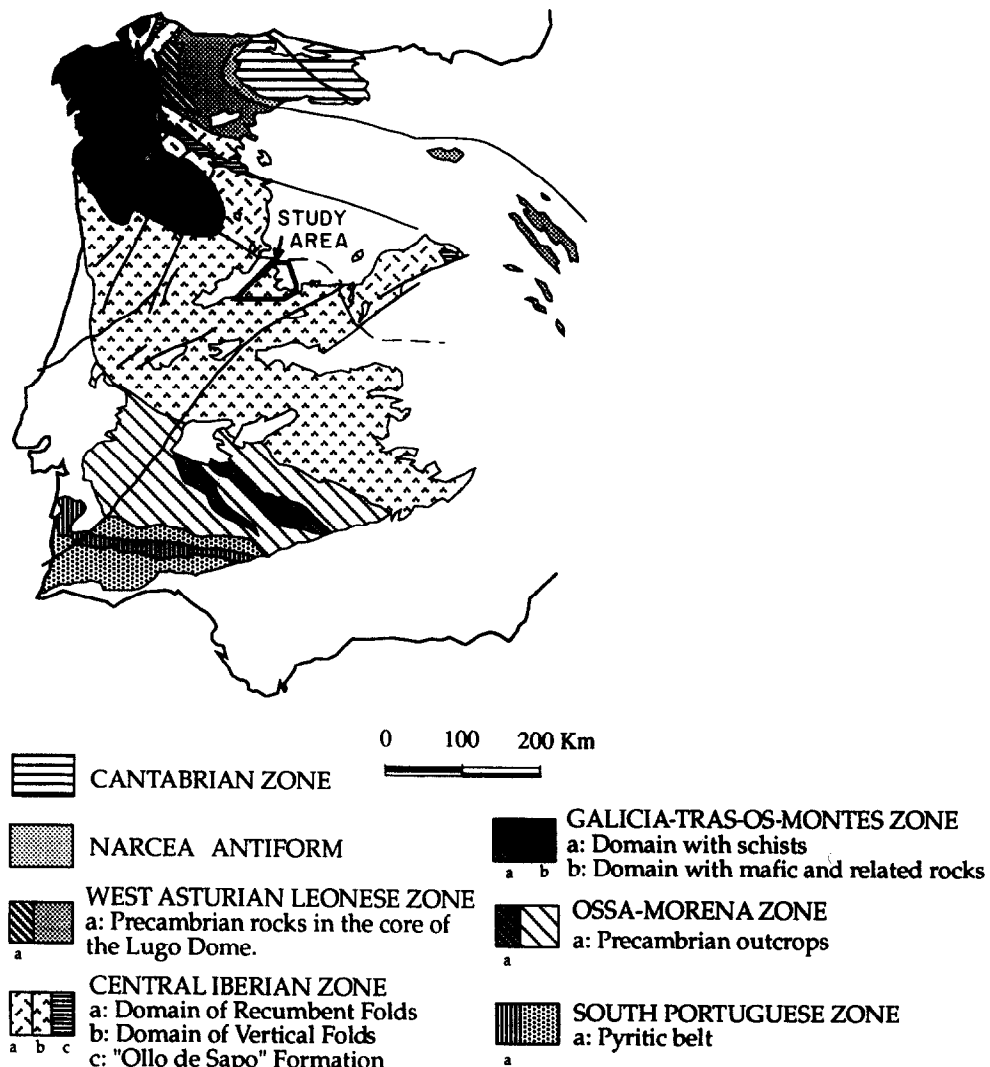 STUDY
AREA
0 100 200 Km
CANTABRIAN ZONE
NARCEA ANTIFORM
WEST ASTURIAN LEONESE ZONE
a: Precambrian rocks in the core of
the Lugo Dome.
a
CENTRAL IBERIAN ZONE
a: Domain of Recumbent Folds
b: Domain of Vertical Folds
c: "Ollo de Sapo" Formation
a b c
GALICIA-TRAS-OS-MONTES ZONE
a: Domain with schists
b: Domain with mafic and related rocks
a b
OSSA-MORENA ZONE
a: Precambrian outcrops
a
SOUTH PORTUGUESE ZONE
a: Pyritic belt
a